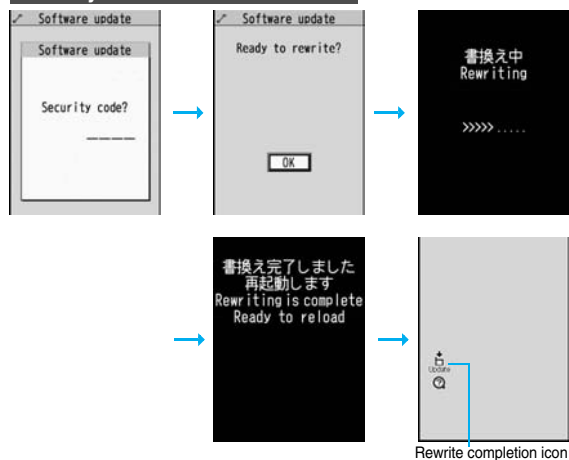 Software update
Software update
Security code?
Software update
Ready to rewrite?
OK
書換え中
Rewriting
>>>>>.....
書換え完了しました
再起動します
Rewriting is complete
Ready to reload
Update
Rewrite completion icon